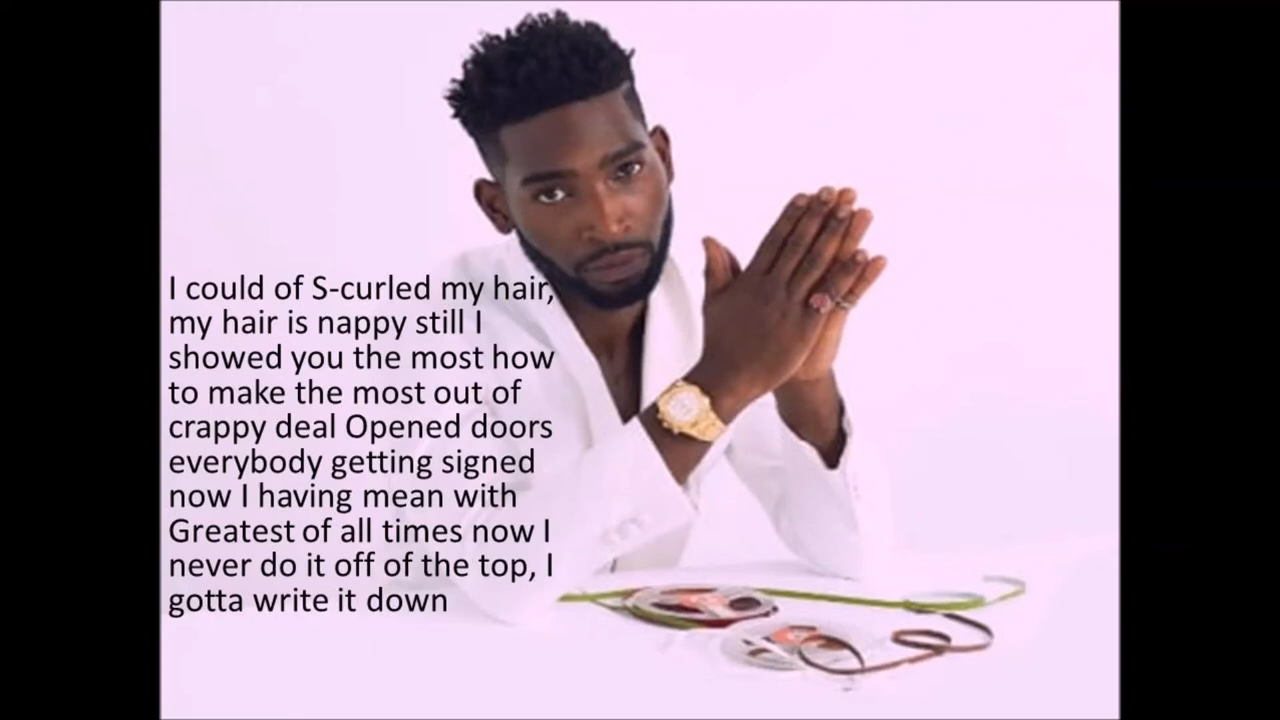 I could of S-curled my hair,
my hair is nappy still I
showed you the most how
to make the most out of
crappy deal Opened doors
everybody getting signed
now I having mean with
Greatest of all times now I
never do it off of the top, I
gotta write it down